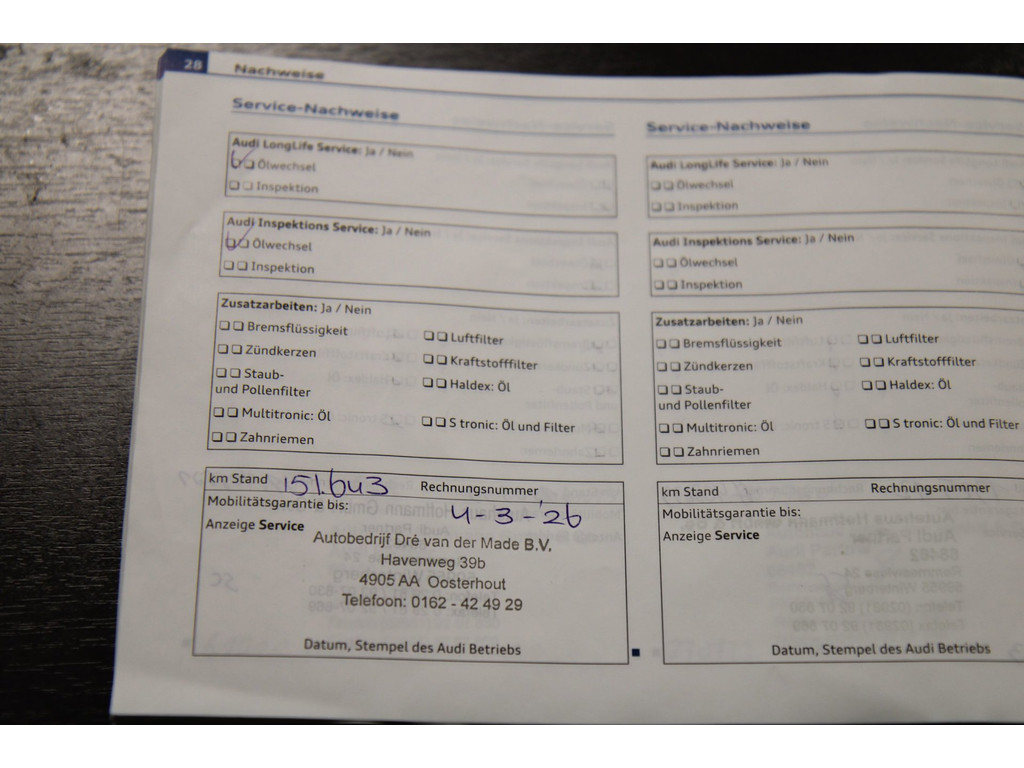 28 Nachweise
Service-Nachweise
Audi LongLife Service: Ja / Nein
Ölwechsel
Inspektion
Audi Inspektions Service: Ja / Nein
Ölwechsel
Inspektion
Zusatzarbeiten: Ja / Nein
Bremsflüssigkeit
Luftfilter
Zündkerzen
Kraftstofffilter
Staub-
und Pollenfilter
Haldex: Öl
Multitronic: Öl
S tronic: Öl und Filter
Zahnriemen
km Stand 151.643 Rechnungsnummer
Mobilitätsgarantie bis: 4-3-'26
Anzeige Service
Autobedrijf Dré van der Made B.V.
Havenweg 39b
4905 AA Oosterhout
Telefoon: 0162 - 42 49 29
Datum, Stempel des Audi Betriebs
Service-Nachweise
Audi LongLife Service: Ja / Nein
Ölwechsel
Inspektion
Audi Inspektions Service: Ja / Nein
Ölwechsel
Inspektion
Zusatzarbeiten: Ja / Nein
Bremsflüssigkeit
Luftfilter
Zündkerzen
Kraftstofffilter
Staub-
und Pollenfilter
Haldex: Öl
Multitronic: Öl
S tronic: Öl und Filter
Zahnriemen
km Stand Rechnungsnummer
Mobilitätsgarantie bis:
Anzeige Service
Datum, Stempel des Audi Betriebs